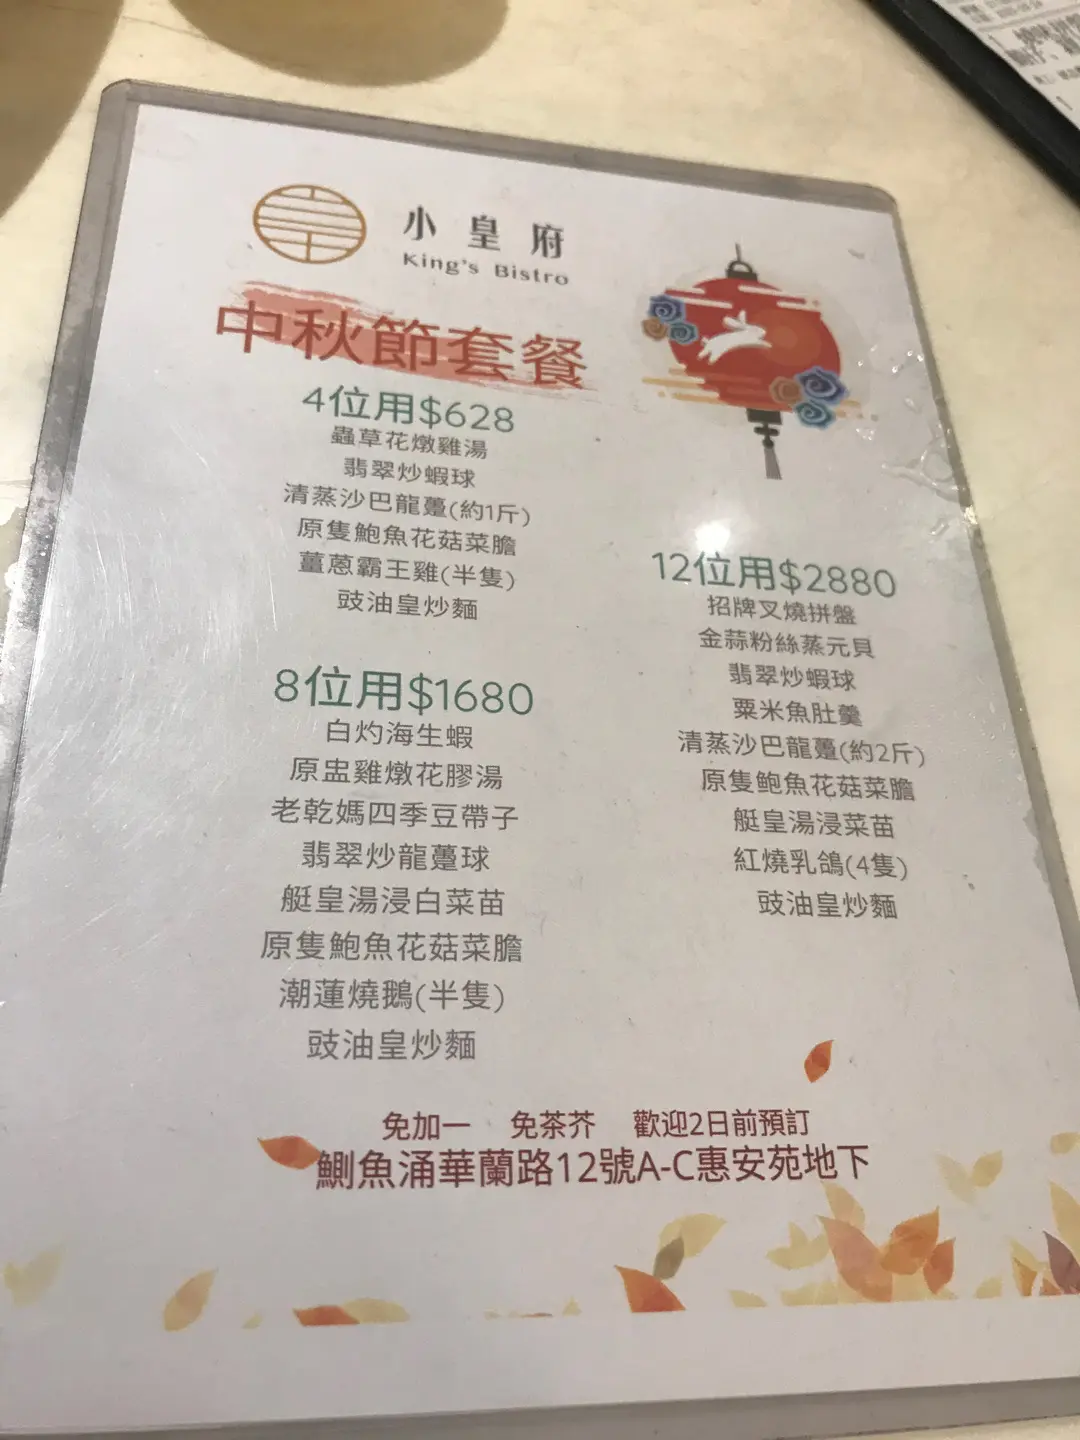 小皇府
King's Bistro
中秋節套餐
4位用$628
蟲草花燉雞湯
翡翠炒蝦球
清蒸沙巴龍躉(約1斤)
原隻鮑魚花菇菜膽
薑蔥霸王雞(半隻)
豉油皇炒麵
8位用$1680
白灼海生蝦
原盅雞燉花膠湯
老乾媽四季豆帶子
翡翠炒龍躉球
艇皇湯浸白菜苗
原隻鮑魚花菇菜膽
潮蓮燒鵝(半隻)
豉油皇炒麵
12位用$2880
招牌叉燒拼盤
金蒜粉絲蒸元貝
翡翠炒蝦球
粟米魚肚羹
清蒸沙巴龍躉(約2斤)
原隻鮑魚花菇菜膽
艇皇湯浸菜苗
紅燒乳鴿(4隻)
豉油皇炒麵
免加一 免茶芥 歡迎2日前預訂
鰂魚涌華蘭路12號A-C惠安苑地下